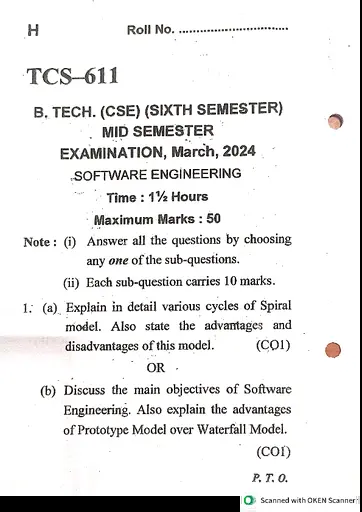 H
Roll No. ..............................
TCS–611
B. TECH. (CSE) (SIXTH SEMESTER)
MID SEMESTER
EXAMINATION, March, 2024
SOFTWARE ENGINEERING
Time : 1½ Hours
Maximum Marks : 50
Note : (i) Answer all the questions by choosing
any one of the sub-questions.
(ii) Each sub-question carries 10 marks.
1. (a) Explain in detail various cycles of Spiral
model. Also state the advantages and
disadvantages of this model. (CO1)
OR
(b) Discuss the main objectives of Software
Engineering. Also explain the advantages
of Prototype Model over Waterfall Model.
(CO1)
P. T. O.
Scanned with OKEN Scanner